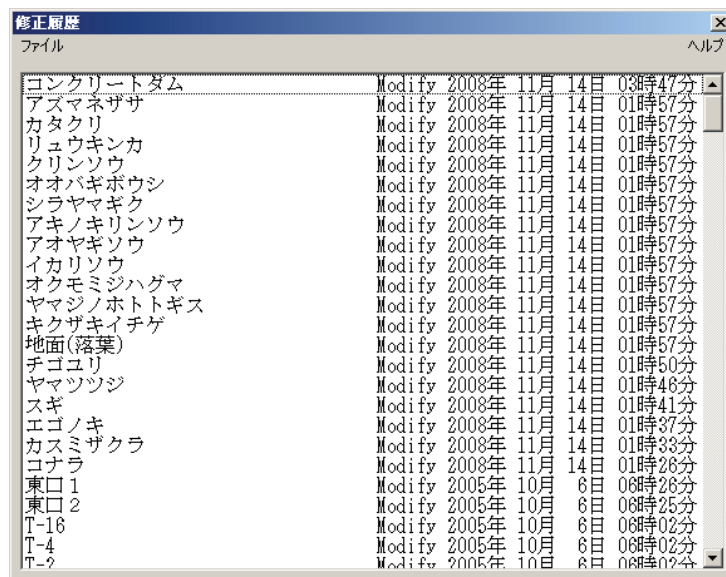 修正履歴
ファイル ヘルプ
コンクリートダム Modify 2008年 11月 14日 03時47分
アズマネザサ Modify 2008年 11月 14日 01時57分
カタクリ Modify 2008年 11月 14日 01時57分
リュウキンカ Modify 2008年 11月 14日 01時57分
クリンソウ Modify 2008年 11月 14日 01時57分
オオバギボウシ Modify 2008年 11月 14日 01時57分
シラヤマギク Modify 2008年 11月 14日 01時57分
アキノキリンソウ Modify 2008年 11月 14日 01時57分
アオヤギソウ Modify 2008年 11月 14日 01時57分
イカリソウ Modify 2008年 11月 14日 01時57分
オクモミジハグマ Modify 2008年 11月 14日 01時57分
ヤマジノホトトギス Modify 2008年 11月 14日 01時57分
キクザキイチゲ Modify 2008年 11月 14日 01時57分
地面(落葉) Modify 2008年 11月 14日 01時57分
チゴユリ Modify 2008年 11月 14日 01時50分
ヤマツツジ Modify 2008年 11月 14日 01時46分
スギ Modify 2008年 11月 14日 01時41分
エゴノキ Modify 2008年 11月 14日 01時37分
カスミザクラ Modify 2008年 11月 14日 01時33分
コナラ Modify 2008年 11月 14日 01時26分
東口1 Modify 2005年 10月 6日 06時26分
東口2 Modify 2005年 10月 6日 06時25分
T-16 Modify 2005年 10月 6日 06時02分
T-4 Modify 2005年 10月 6日 06時02分
T-2 Modify 2005年 10月 6日 06時02分